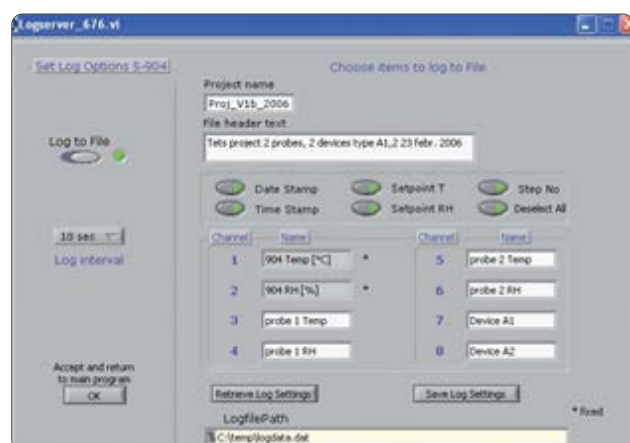 Logserver_676.vi
Set Log Options S-904
Choose items to log to File
Project name
Proj_V1b_2006
File header text
Tets project 2 probes, 2 devices type A1,2 23 febr. 2006
Log to File
Date Stamp Setpoint T Step No
Time Stamp Setpoint RH Deselect All
10 sec
Log interval
Channel Name Channel Name
1 904 Temp [°C] * 5 probe 2 Temp
2 904 RH [%] * 6 probe 2 RH
3 probe 1 Temp 7 Device A1
4 probe 1 RH 8 Device A2
Accept and return
to main program
OK
Retrieve Log Settings Save Log Settings
* fixed
LogfilePath
C:\temp\logdata.dat